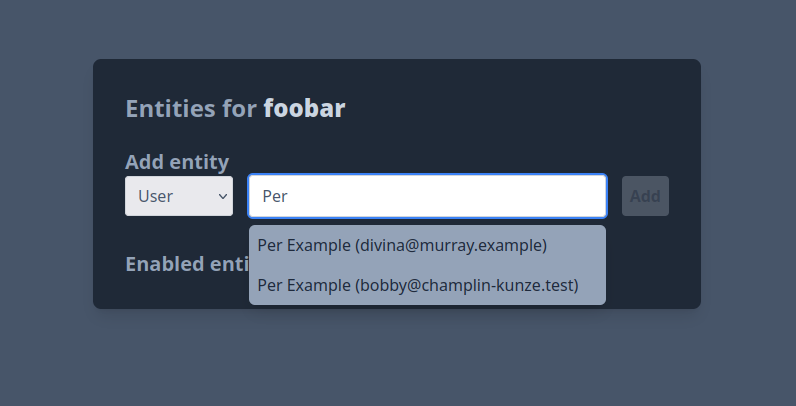 Entities for foobar
Add entity
User
Per
Add
Per Example (divina@murray.example)
Enabled enti
Per Example (bobby@champlin-kunze.test)